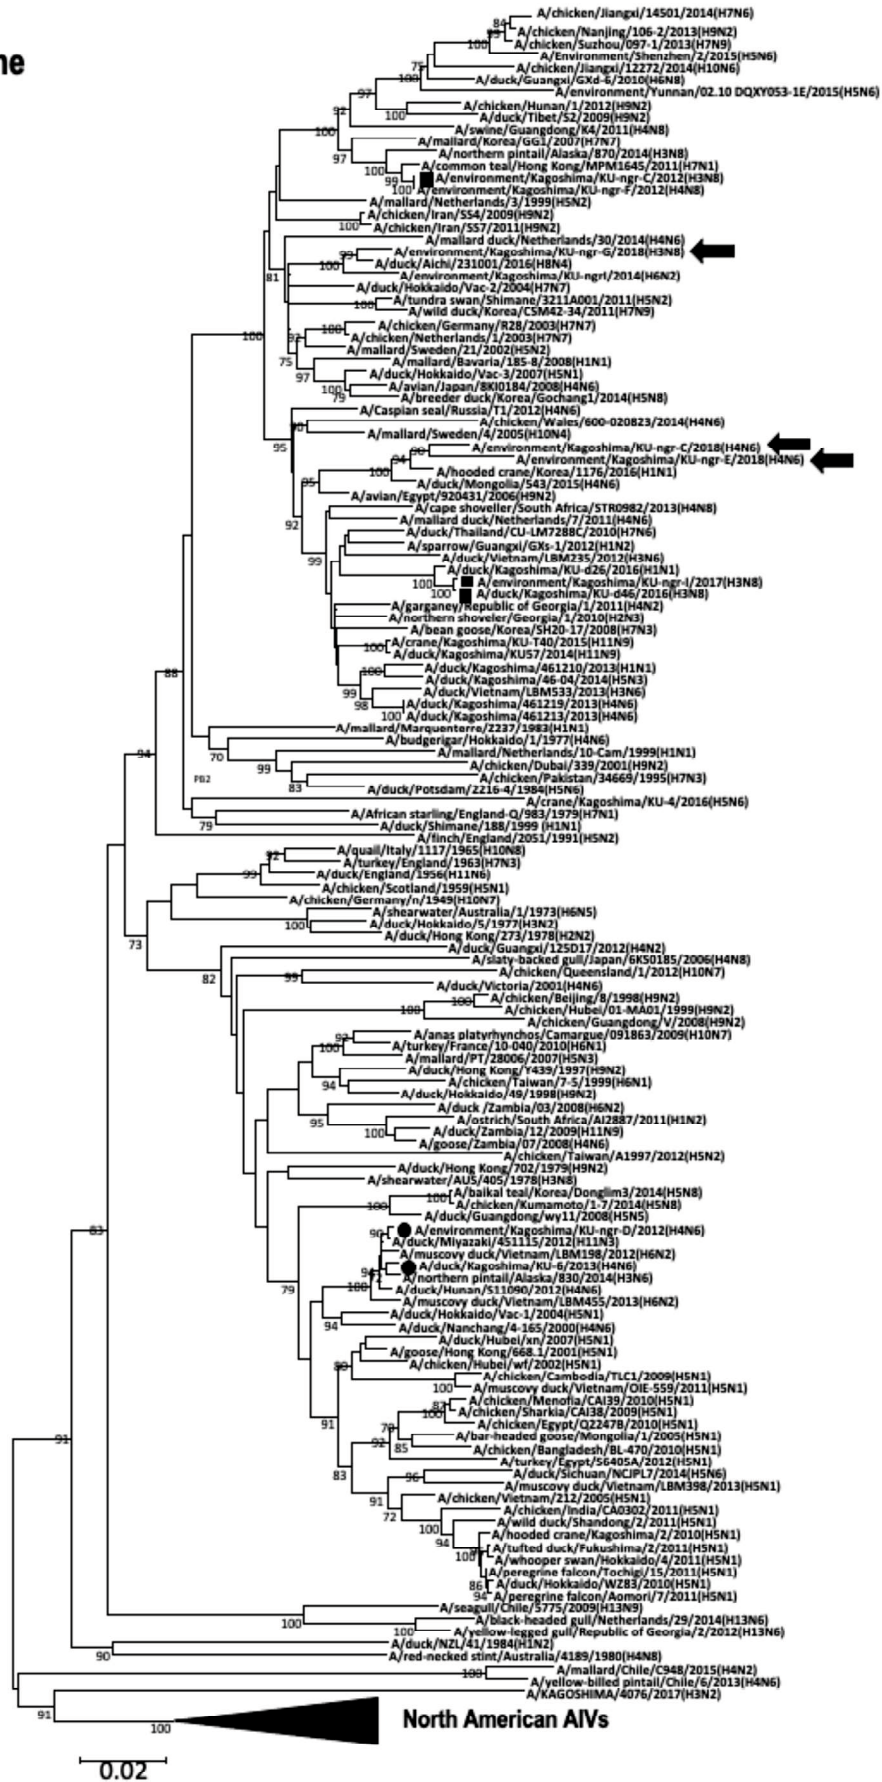 ne
A/chicken/Jiangxi/14501/2014(H7N6)
A/chicken/Nanjing/106-2/2013(H9N2)
A/chicken/Suzhou/097-1/2013(H7N9)
A/Environment/Shenzhen/2/2015(H5N6)
A/chicken/Jiangxi/12272/2014(H10N6)
A/duck/Guangxi/GXd-6/2010(H6N8)
A/environment/Yunnan/02.10 DQXY053-1E/2015(H5N6)
A/chicken/Hunan/1/2012(H9N2)
A/duck/Tibet/S2/2009(H9N2)
A/swine/Guangdong/K4/2011(H4N8)
A/mallard/Korea/GG1/2007(H7N7)
A/northern pintail/Alaska/870/2014(H3N8)
A/common teal/Hong Kong/MPM1645/2011(H7N1)
A/environment/Kagoshima/KU-ngr-C/2012(H3N8)
A/environment/Kagoshima/KU-ngr-F/2012(H4N8)
A/mallard/Netherlands/3/1999(H5N2)
A/chicken/Iran/SS4/2009(H9N2)
A/chicken/Iran/SS7/2011(H9N2)
A/mallard duck/Netherlands/30/2014(H4N6)
A/environment/Kagoshima/KU-ngr-G/2018(H3N8)
A/duck/Aichi/231001/2016(H8N4)
A/environment/Kagoshima/KU-ngrI/2014(H6N2)
A/duck/Hokkaido/Vac-2/2004(H7N7)
A/tundra swan/Shimane/3211A001/2011(H5N2)
A/wild duck/Korea/CSM42-34/2011(H7N9)
A/chicken/Germany/R28/2003(H7N7)
A/chicken/Netherlands/1/2003(H7N7)
A/mallard/Sweden/21/2002(H5N2)
A/mallard/Bavaria/185-8/2008(H1N1)
A/duck/Hokkaido/Vac-3/2007(H5N1)
A/avian/Japan/8KI0184/2008(H4N6)
A/breeder duck/Korea/Gochang1/2014(H5N8)
A/Caspian seal/Russia/T1/2012(H4N6)
A/chicken/Wales/600-020823/2014(H4N6)
A/mallard/Sweden/4/2005(H10N4)
A/environment/Kagoshima/KU-ngr-C/2018(H4N6)
A/environment/Kagoshima/KU-ngr-E/2018(H4N6)
A/hooded crane/Korea/1176/2016(H1N1)
A/duck/Mongolia/543/2015(H4N6)
A/avian/Egypt/920431/2006(H9N2)
A/cape shoveller/South Africa/STR0982/2013(H4N8)
A/mallard duck/Netherlands/7/2011(H4N6)
A/duck/Thailand/CU-LM7288C/2010(H7N6)
A/sparrow/Guangxi/GXs-1/2012(H1N2)
A/duck/Vietnam/LBM235/2012(H3N6)
A/duck/Kagoshima/KU-d26/2016(H1N1)
A/environment/Kagoshima/KU-ngr-I/2017(H3N8)
A/duck/Kagoshima/KU-d46/2016(H3N8)
A/garganey/Republic of Georgia/1/2011(H4N2)
A/northern shoveler/Georgia/1/2010(H2N3)
A/bean goose/Korea/SH20-17/2008(H7N3)
A/crane/Kagoshima/KU-T40/2015(H11N9)
A/duck/Kagoshima/KU57/2014(H11N9)
A/duck/Kagoshima/461210/2013(H1N1)
A/duck/Kagoshima/46-04/2014(H5N3)
A/duck/Vietnam/LBM533/2013(H3N6)
A/duck/Kagoshima/461219/2013(H4N6)
A/duck/Kagoshima/461213/2013(H4N6)
A/mallard/Marquenterre/Z237/1983(H1N1)
A/budgerigar/Hokkaido/1/1977(H4N6)
A/mallard/Netherlands/10-Cam/1999(H1N1)
A/chicken/Dubai/339/2001(H9N2)
PB2
A/chicken/Pakistan/34669/1995(H7N3)
A/duck/Potsdam/2216-4/1984(H5N6)
A/crane/Kagoshima/KU-4/2016(H5N6)
A/African starling/England-Q/983/1979(H7N1)
A/duck/Shimane/188/1999 (H1N1)
A/finch/England/2051/1991(H5N2)
A/quail/Italy/1117/1965(H10N8)
A/turkey/England/1963(H7N3)
A/duck/England/1956(H11N6)
A/chicken/Scotland/1959(H5N1)
A/chicken/Germany/n/1949(H10N7)
A/shearwater/Australia/1/1973(H6N5)
A/duck/Hokkaido/5/1977(H3N2)
A/duck/Hong Kong/273/1978(H2N2)
A/duck/Guangxi/125D17/2012(H4N2)
A/slaty-backed gull/Japan/6KS0185/2006(H4N8)
A/chicken/Queensland/1/2012(H10N7)
A/duck/Victoria/2001(H4N6)
A/chicken/Beijing/8/1998(H9N2)
A/chicken/Hubei/01-MA01/1999(H9N2)
A/chicken/Guangdong/V/2008(H9N2)
A/anas platyrhynchos/Camargue/091863/2009(H10N7)
A/turkey/France/10-040/2010(H6N1)
A/mallard/PT/28006/2007(H5N3)
A/duck/Hong Kong/Y439/1997(H9N2)
A/chicken/Taiwan/7-5/1999(H6N1)
A/duck/Hokkaido/49/1998(H9N2)
A/duck /Zambia/03/2008(H6N2)
A/ostrich/South Africa/AI2887/2011(H1N2)
A/duck/Zambia/12/2009(H11N9)
A/goose/Zambia/07/2008(H4N6)
A/chicken/Taiwan/A1997/2012(H5N2)
A/duck/Hong Kong/702/1979(H9N2)
A/shearwater/AUS/405/1978(H3N8)
A/baikal teal/Korea/Donglim3/2014(H5N8)
A/chicken/Kumamoto/1-7/2014(H5N8)
A/duck/Guangdong/wy11/2008(H5N5)
A/environment/Kagoshima/KU-ngr-D/2012(H4N6)
A/duck/Miyazaki/451115/2012(H11N3)
A/muscovy duck/Vietnam/LBM198/2012(H6N2)
A/duck/Kagoshima/KU-6/2013(H4N6)
A/northern pintail/Alaska/830/2014(H3N6)
A/duck/Hunan/S11090/2012(H4N6)
A/muscovy duck/Vietnam/LBM455/2013(H6N2)
A/duck/Hokkaido/Vac-1/2004(H5N1)
A/duck/Nanchang/4-165/2000(H4N6)
A/duck/Hubei/xn/2007(H5N1)
A/goose/Hong Kong/668.1/2001(H5N1)
A/chicken/Hubei/wf/2002(H5N1)
A/chicken/Cambodia/TLC1/2009(H5N1)
A/muscovy duck/Vietnam/OIE-559/2011(H5N1)
A/chicken/Menofia/CAI39/2010(H5N1)
A/chicken/Sharkia/CAI38/2009(H5N1)
A/chicken/Egypt/Q2247B/2010(H5N1)
A/bar-headed goose/Mongolia/1/2005(H5N1)
A/chicken/Bangladesh/BL-470/2010(H5N1)
A/turkey/Egypt/S6405A/2012(H5N1)
A/duck/Sichuan/NCJPL7/2014(H5N6)
A/muscovy duck/Vietnam/LBM398/2013(H5N1)
A/chicken/Vietnam/212/2005(H5N1)
A/chicken/India/CA0302/2011(H5N1)
A/wild duck/Shandong/2/2011(H5N1)
A/hooded crane/Kagoshima/2/2010(H5N1)
A/tufted duck/Fukushima/2/2011(H5N1)
A/whooper swan/Hokkaido/4/2011(H5N1)
A/peregrine falcon/Tochigi/15/2011(H5N1)
A/duck/Hokkaido/WZ83/2010(H5N1)
A/peregrine falcon/Aomori/7/2011(H5N1)
A/seagull/Chile/5775/2009(H13N9)
A/black-headed gull/Netherlands/29/2014(H13N6)
A/yellow-legged gull/Republic of Georgia/2/2012(H13N6)
A/duck/NZL/41/1984(H1N2)
A/red-necked stint/Australia/4189/1980(H4N8)
A/mallard/Chile/C948/2015(H4N2)
A/yellow-billed pintail/Chile/6/2013(H4N6)
A/KAGOSHIMA/4076/2017(H3N2)
North American AIVs
0.02